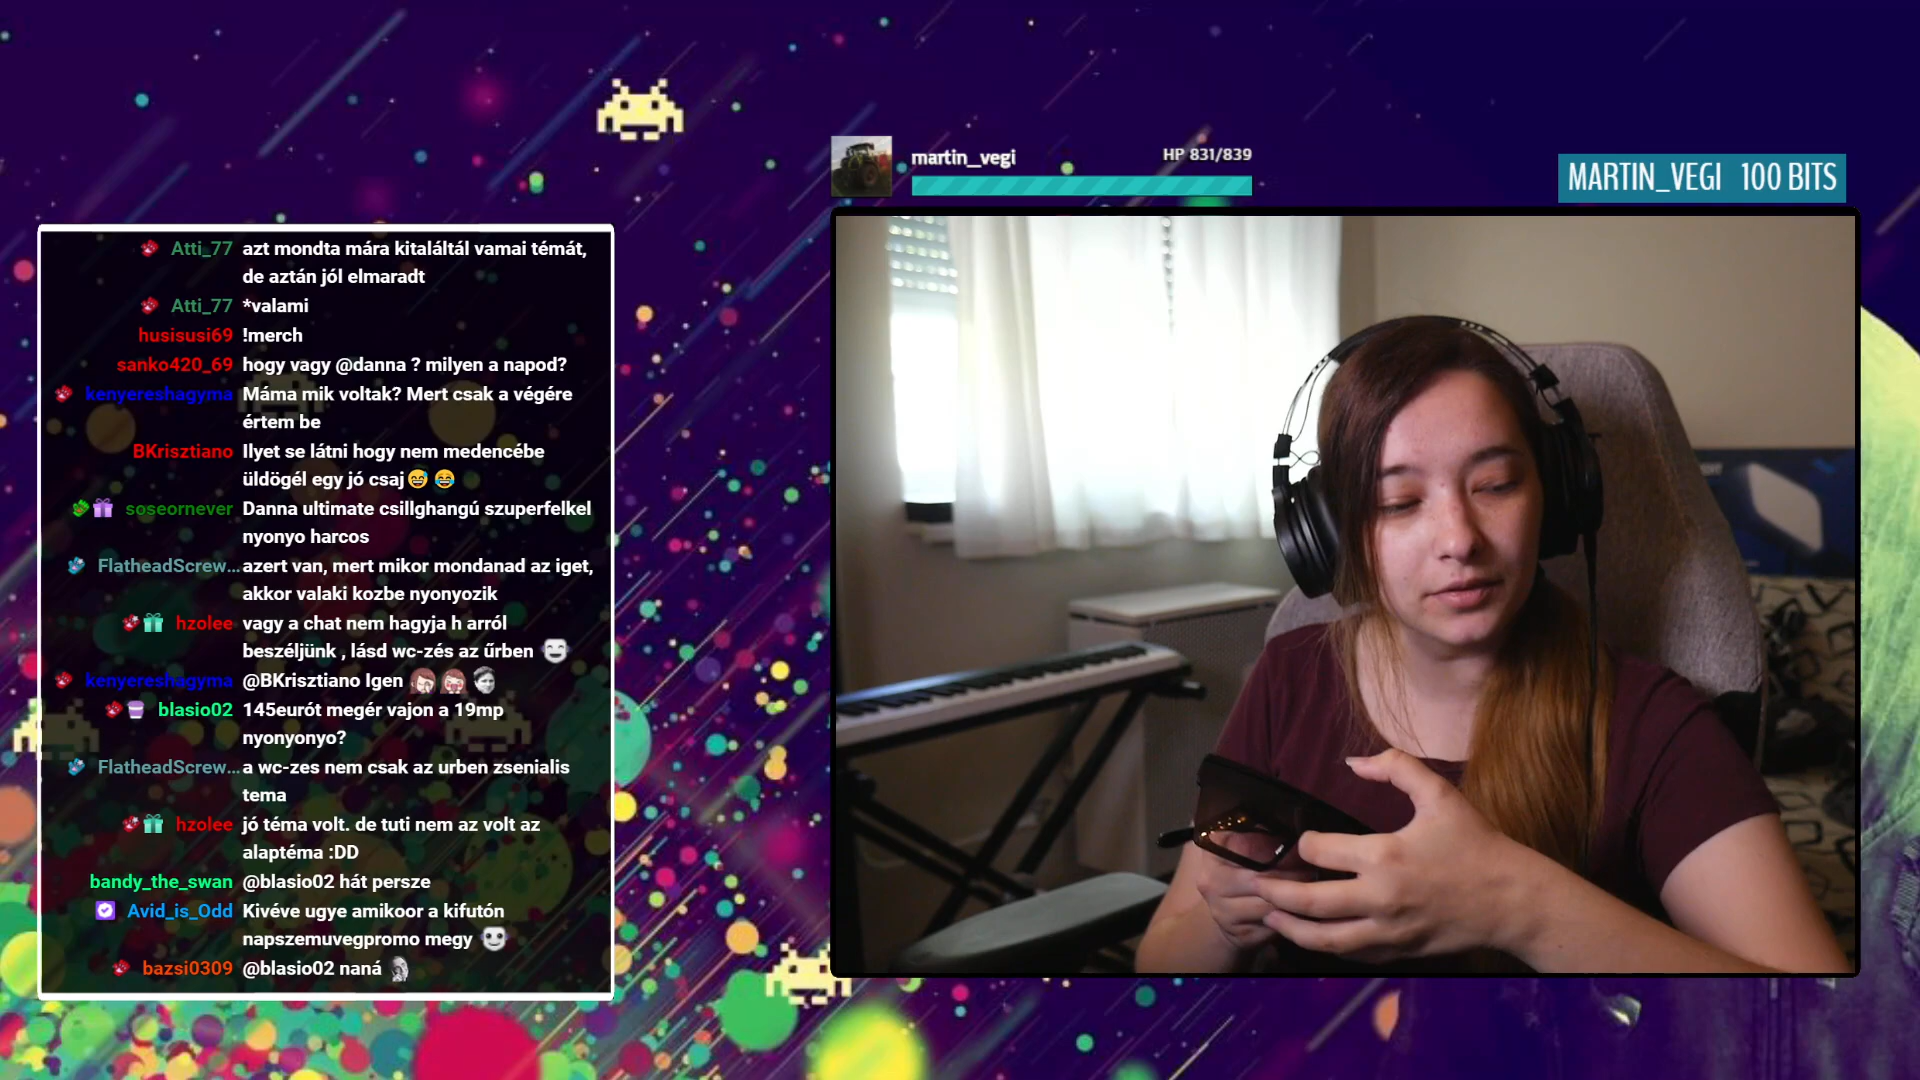 martin_vegi HP 831/839
MARTIN_VEGI 100 BITS
Atti_77 azt mondta mára kitaláltál vamai témát,
de aztán jól elmaradt
Atti_77 *valami
husisusi69 !merch
sanko420_69 hogy vagy @danna ? milyen a napod?
kenyereshagyma Máma mik voltak? Mert csak a végére
értem be
BKrisztiano Ilyet se látni hogy nem medencébe
üldögél egy jó csaj😅 😂
soseornever Danna ultimate csillghangú szuperfelkel
nyonyo harcos
FlatheadScrew... azert van, mert mikor mondanad az iget,
akkor valaki kozbe nyonyozik
hzolee vagy a chat nem hagyja h arról
beszéljünk , lásd wc-zés az űrben
kenyereshagyma @BKrisztiano Igen
blasio02 145eurót megér vajon a 19mp
nyonyonyo?
FlatheadScrew... a wc-zes nem csak az urben zsenialis
tema
hzolee jó téma volt. de tuti nem az volt az
alaptéma :DD
bandy_the_swan @blasio02 hát persze
Avid_is_Odd Kivéve ugye amikoor a kifutón
napszemuvegpromo megy
bazsi0309 @blasio02 naná